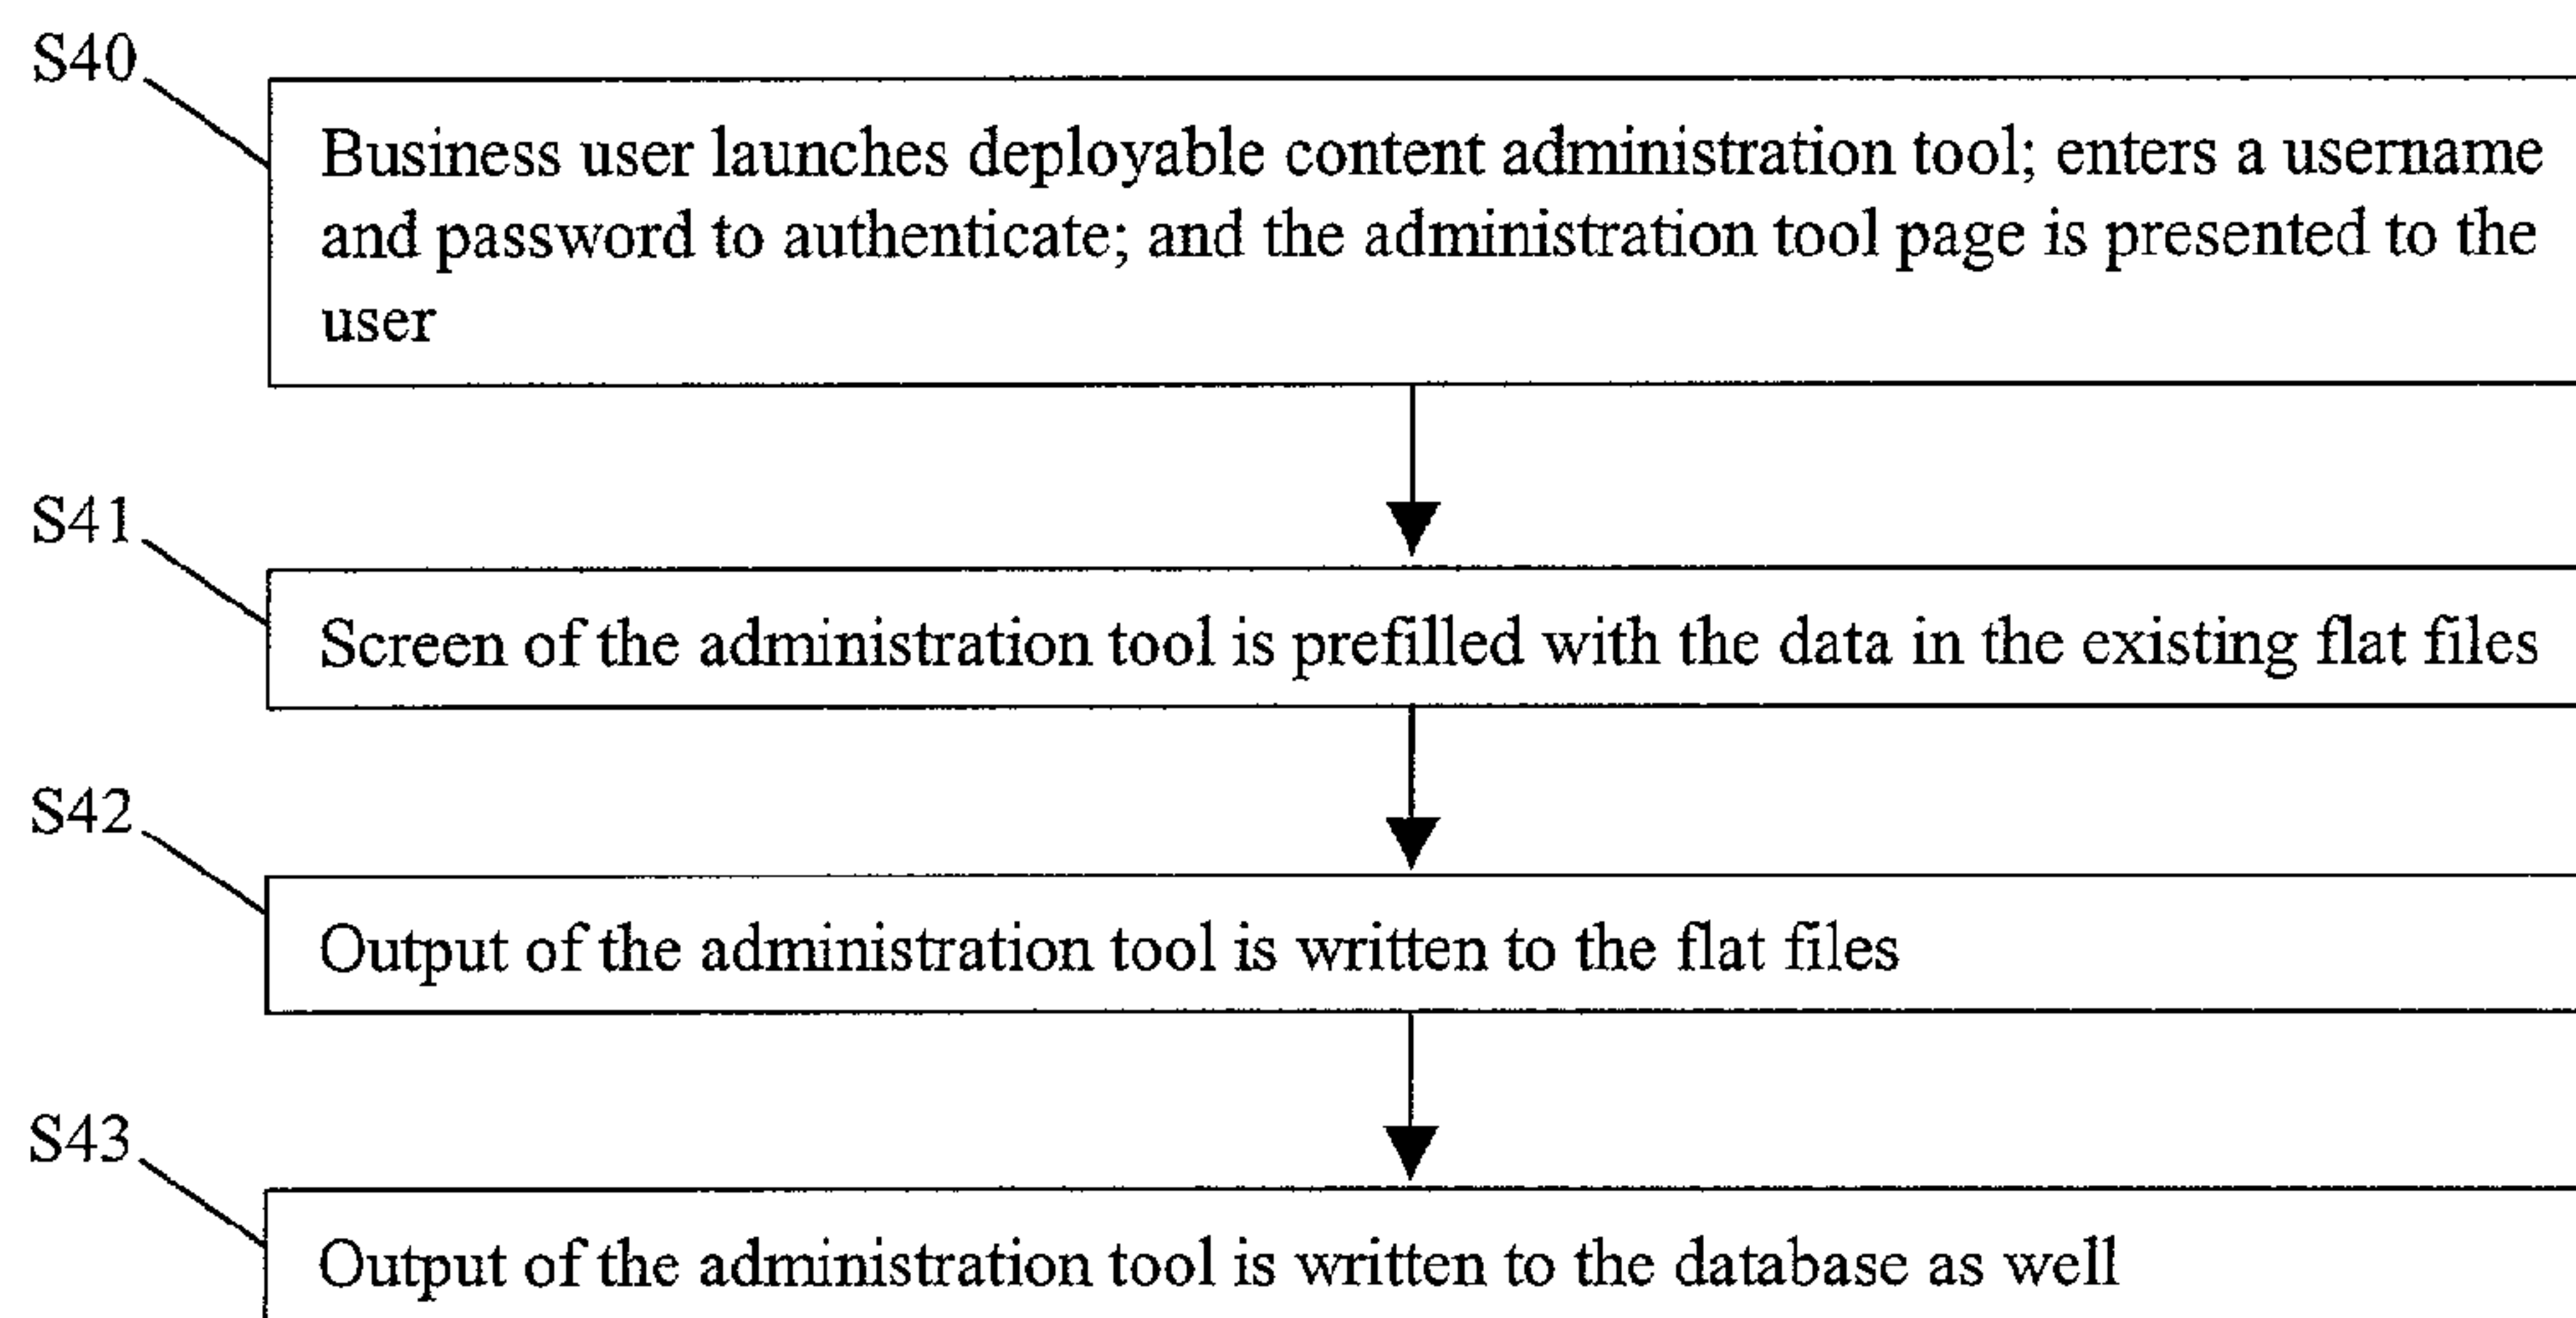 S40
Business user launches deployable content administration tool; enters a username
and password to authenticate; and the administration tool page is presented to the
user
S41
Screen of the administration tool is prefilled with the data in the existing flat files
S42
Output of the administration tool is written to the flat files
S43
Output of the administration tool is written to the database as well